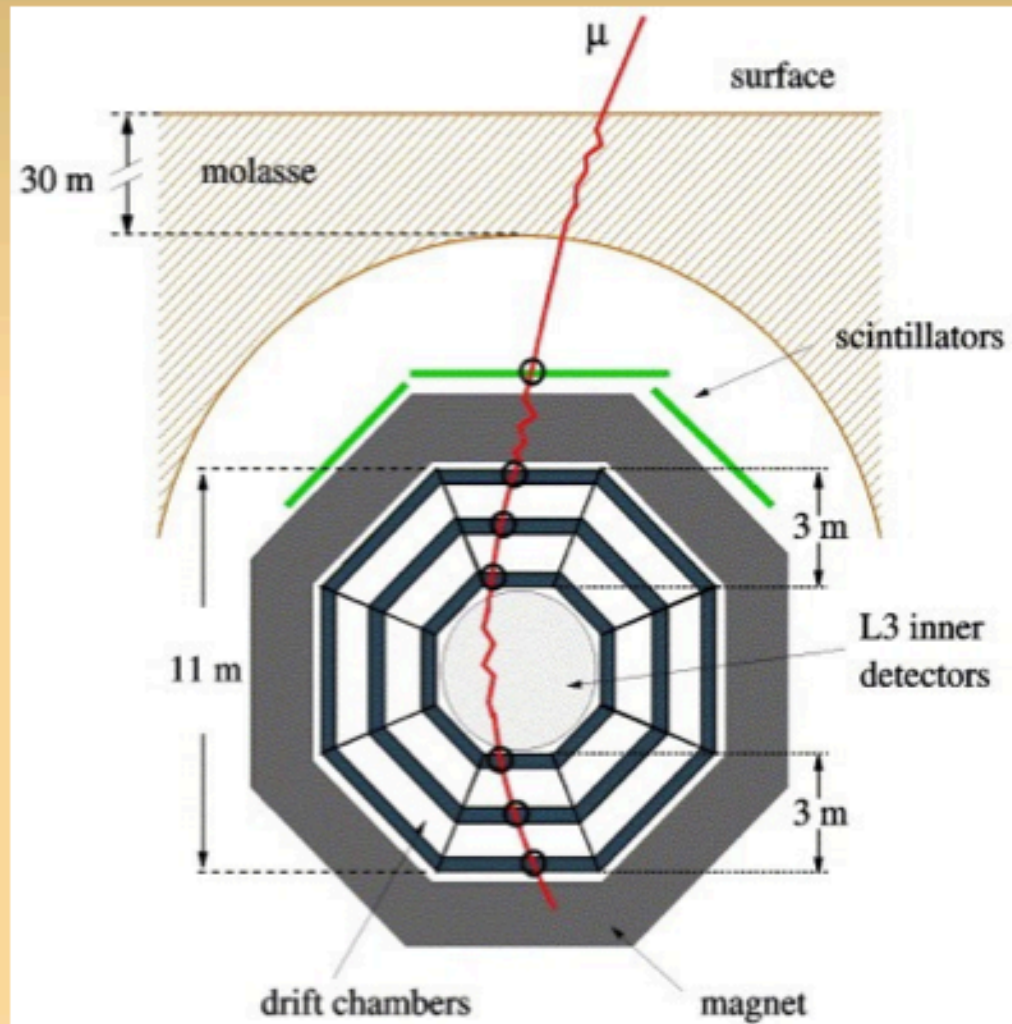 μ
surface
30 m
molasse
scintillators
3 m
L3 inner
detectors
11 m
3 m
drift chambers
magnet